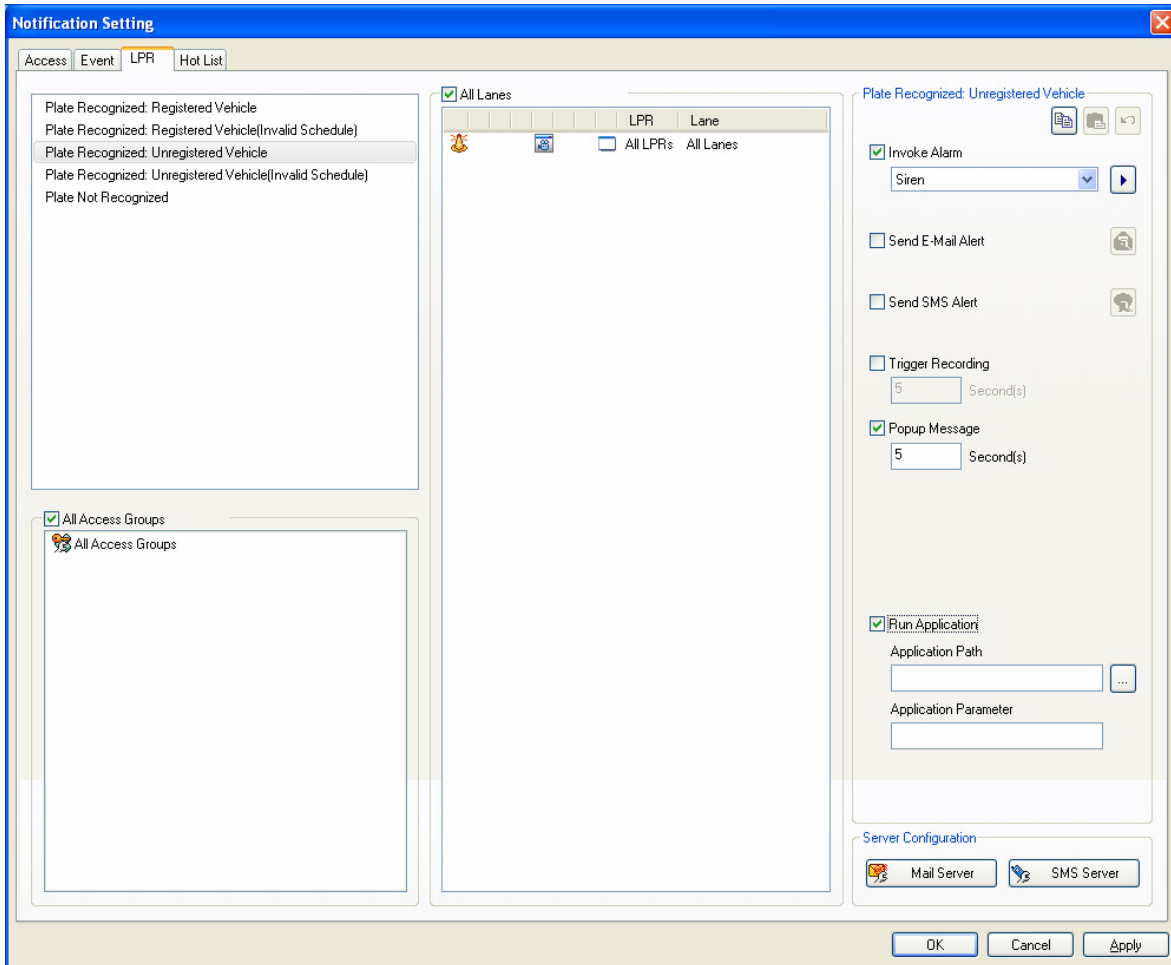 Notification Setting
Access
Event
LPR
Hot List
Plate Recognized: Registered Vehicle
Plate Recognized: Registered Vehicle(Invalid Schedule)
Plate Recognized: Unregistered Vehicle
Plate Recognized: Unregistered Vehicle(Invalid Schedule)
Plate Not Recognized
All Access Groups
All Access Groups
All Lanes
LPR Lane
All LPRs All Lanes
Plate Recognized: Unregistered Vehicle
Invoke Alarm
Siren
Send E-Mail Alert
Send SMS Alert
Trigger Recording
5 Second(s)
Popup Message
5 Second(s)
Run Application
Application Path
...
Application Parameter
Server Configuration
Mail Server
SMS Server
OK
Cancel
Apply